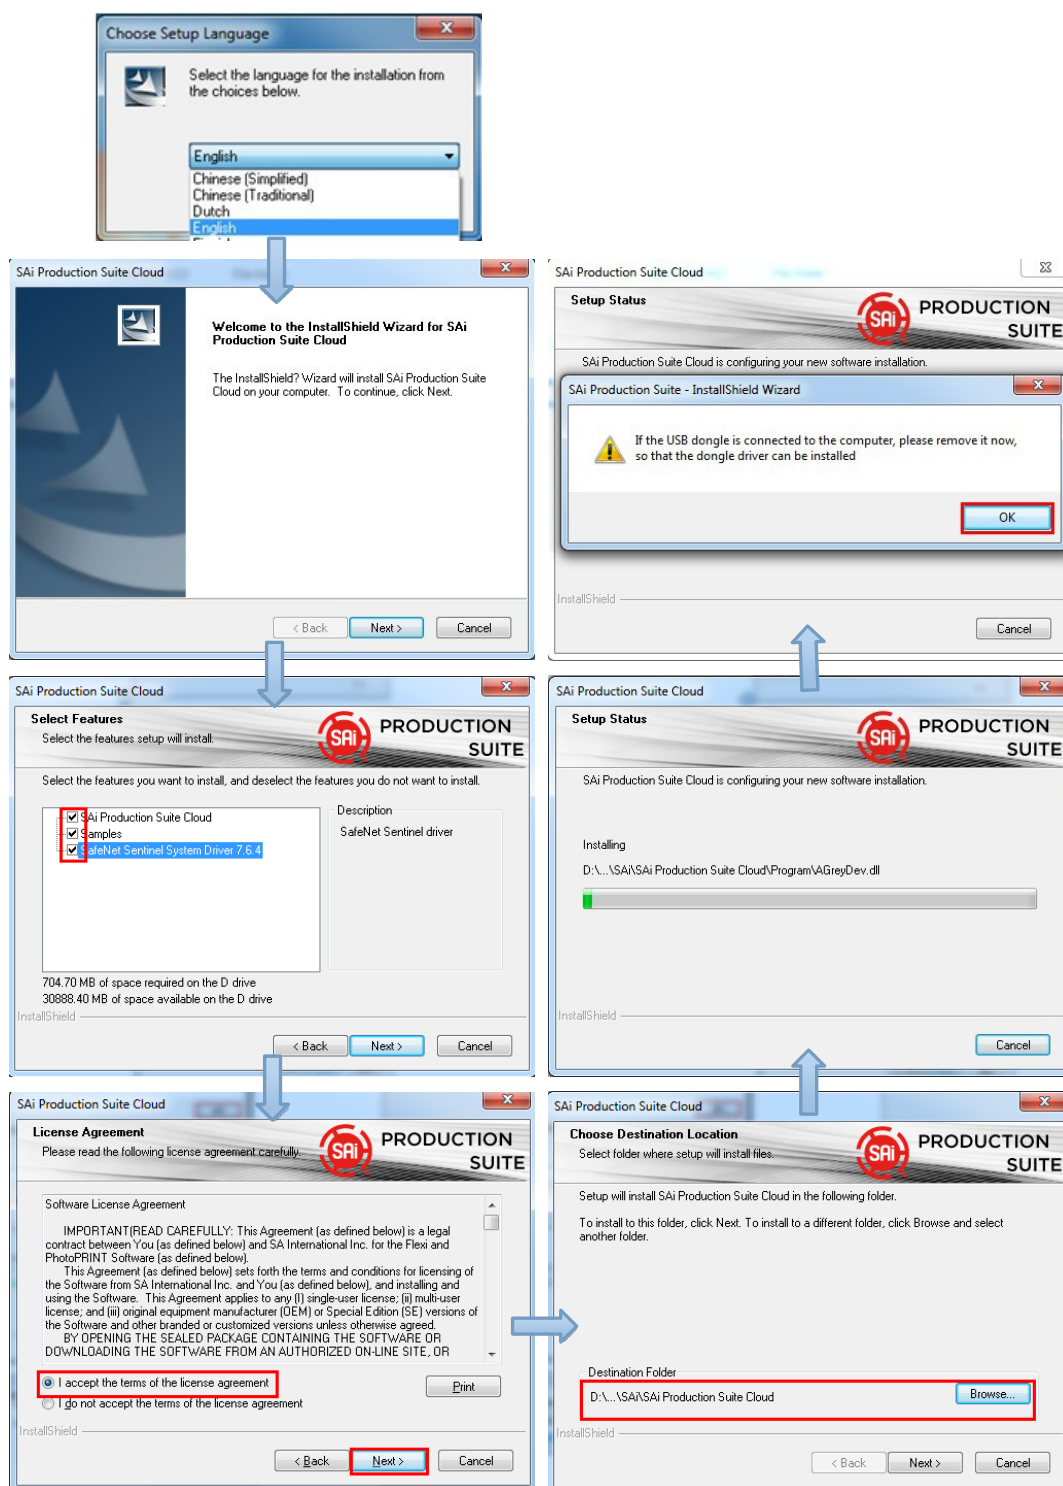 Choose Setup Language
Select the language for the installation from
the choices below.
English
Chinese (Simplified)
Chinese (Traditional)
Dutch
English
SAi Production Suite Cloud
Welcome to the InstallShield Wizard for SAi
Production Suite Cloud
The InstallShield? Wizard will install SAi Production Suite
Cloud on your computer. To continue, click Next.
< Back
Next >
Cancel
SAi Production Suite Cloud
Select Features
Select the features setup will install.
SAi
PRODUCTION
SUITE
Select the features you want to install, and deselect the features you do not want to install.
SAi Production Suite Cloud
Samples
SafeNet Sentinel System Driver 7.6.4
Description
SafeNet Sentinel driver
704.70 MB of space required on the D drive
30888.40 MB of space available on the D drive
InstallShield
< Back
Next >
Cancel
SAi Production Suite Cloud
License Agreement
Please read the following license agreement carefully.
SAi
PRODUCTION
SUITE
Software License Agreement
IMPORTANT(READ CAREFULLY: This Agreement (as defined below) is a legal
contract between You (as defined below) and SA International Inc. for the Flexi and
PhotoPRINT Software (as defined below).
This Agreement (as defined below) sets forth the terms and conditions for licensing of
the Software from SA International Inc. and You (as defined below), and installing and
using the Software. This Agreement applies to any (I) single-user license; (ii) multi-user
license; and (iii) original equipment manufacturer (OEM) or Special Edition (SE) versions of
the Software and other branded or customized versions unless otherwise agreed.
BY OPENING THE SEALED PACKAGE CONTAINING THE SOFTWARE OR
DOWNLOADING THE SOFTWARE FROM AN AUTHORIZED ON-LINE SITE, OR
I accept the terms of the license agreement
I do not accept the terms of the license agreement
Print
InstallShield
< Back
Next >
Cancel
SAi Production Suite Cloud
Choose Destination Location
Select folder where setup will install files.
SAi
PRODUCTION
SUITE
Setup will install SAi Production Suite Cloud in the following folder.
To install to this folder, click Next. To install to a different folder, click Browse and select
another folder.
Destination Folder
D:\...\SAi\SAi Production Suite Cloud
Browse...
InstallShield
< Back
Next >
Cancel
SAi Production Suite Cloud
Setup Status
SAi
PRODUCTION
SUITE
SAi Production Suite Cloud is configuring your new software installation.
Installing
D:\...\SAi\SAi Production Suite Cloud\Program\AGreyDev.dll
InstallShield
Cancel
SAi Production Suite Cloud
Setup Status
SAi
PRODUCTION
SUITE
SAi Production Suite Cloud is configuring your new software installation.
SAi Production Suite - InstallShield Wizard
If the USB dongle is connected to the computer, please remove it now,
so that the dongle driver can be installed
OK
InstallShield
Cancel